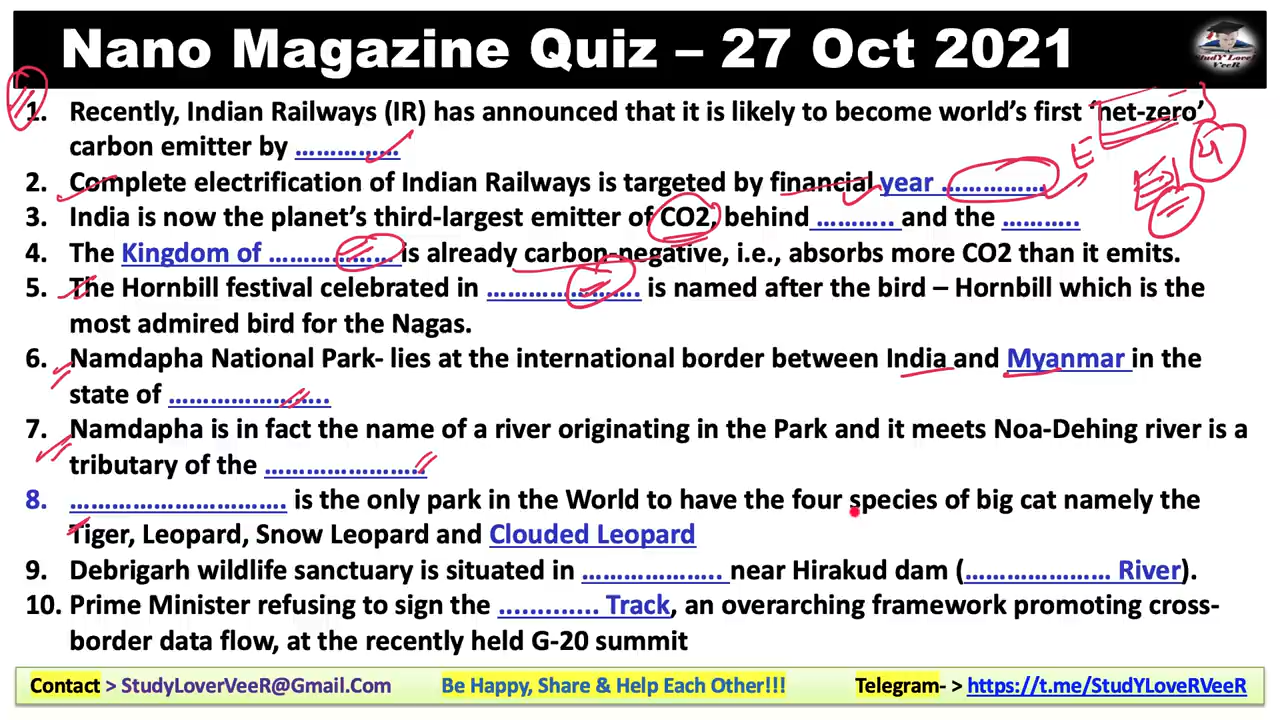 Nano Magazine Quiz – 27 Oct 2021
StudY LoveR
VeeR
1. Recently, Indian Railways (IR) has announced that it is likely to become world's first 'net-zero'
carbon emitter by ……………
2. Complete electrification of Indian Railways is targeted by financial year ……………
3. India is now the planet's third-largest emitter of CO2, behind ……….. and the ………..
4. The Kingdom of ………………… is already carbon-negative, i.e., absorbs more CO2 than it emits.
5. The Hornbill festival celebrated in ………………….. is named after the bird – Hornbill which is the
most admired bird for the Nagas.
6. Namdapha National Park- lies at the international border between India and Myanmar in the
state of …………………..
7. Namdapha is in fact the name of a river originating in the Park and it meets Noa-Dehing river is a
tributary of the ………………….
8. …………………………. is the only park in the World to have the four species of big cat namely the
Tiger, Leopard, Snow Leopard and Clouded Leopard
9. Debrigarh wildlife sanctuary is situated in ……………….. near Hirakud dam (………………… River).
10. Prime Minister refusing to sign the ............. Track, an overarching framework promoting cross-
border data flow, at the recently held G-20 summit
Contact > StudyLoverVeeR@Gmail.Com Be Happy, Share & Help Each Other!!! Telegram- > https://t.me/StudYLoveRVeeR